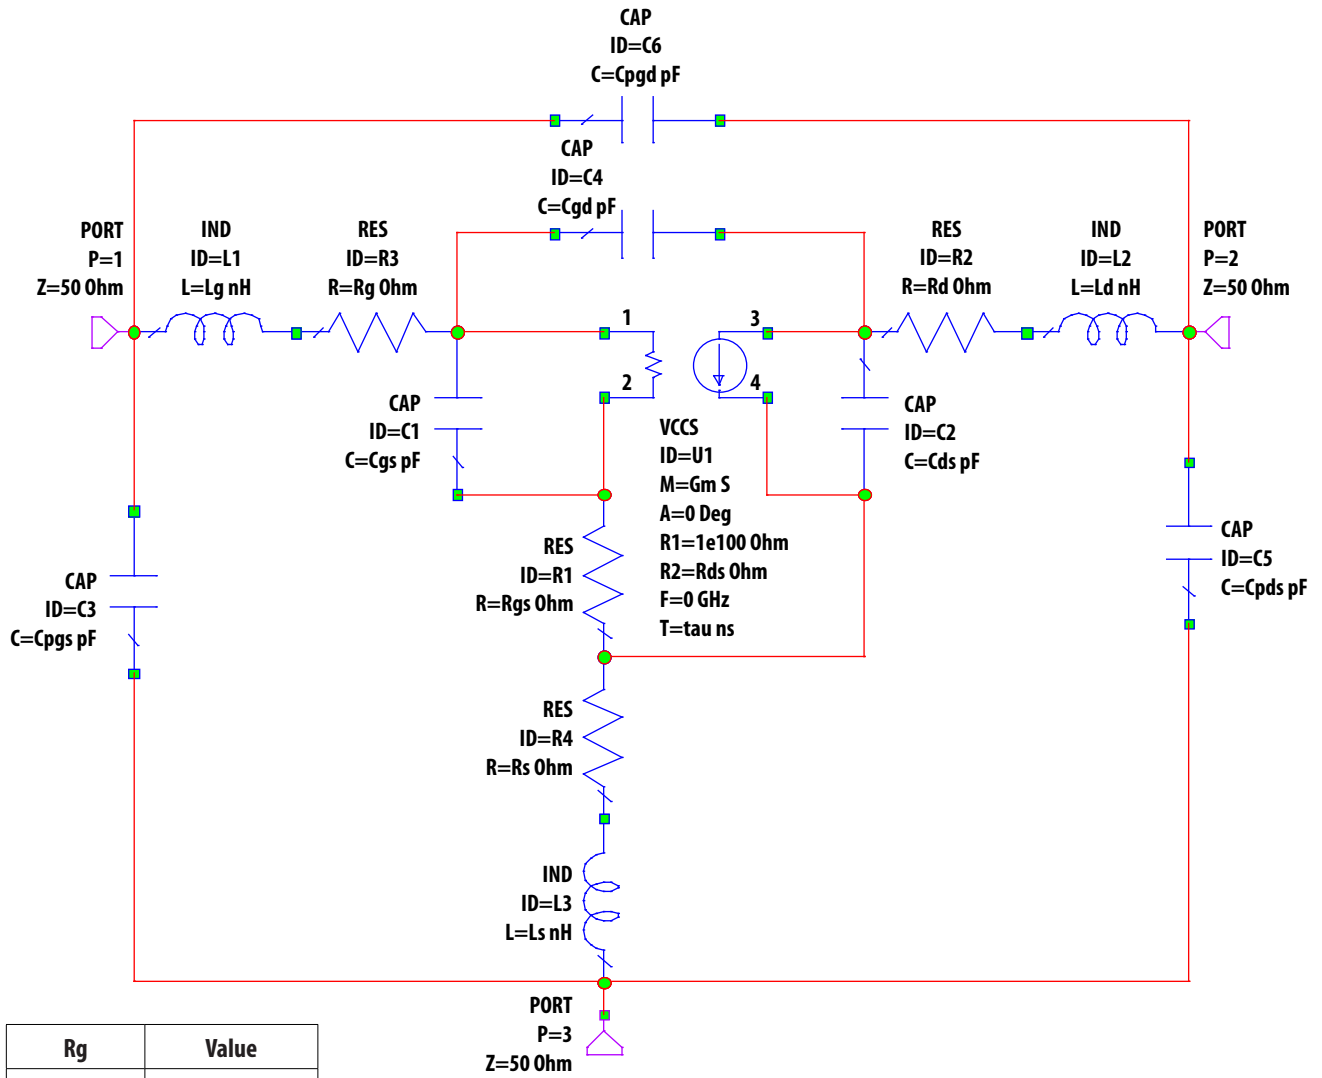 CAP
ID=C6
C=Cpgd pF
CAP
ID=C4
C=Cgd pF
PORT
P=1
Z=50 Ohm
IND
ID=L1
L=Lg nH
RES
ID=R3
R=Rg Ohm
RES
ID=R2
R=Rd Ohm
IND
ID=L2
L=Ld nH
PORT
P=2
Z=50 Ohm
1
2
3
4
CAP
ID=C1
C=Cgs pF
VCCS
ID=U1
M=Gm S
A=0 Deg
R1=1e100 Ohm
R2=Rds Ohm
F=0 GHz
T=tau ns
CAP
ID=C2
C=Cds pF
CAP
ID=C3
C=Cpgs pF
RES
ID=R1
R=Rgs Ohm
CAP
ID=C5
C=Cpds pF
RES
ID=R4
R=Rs Ohm
IND
ID=L3
L=Ls nH
PORT
P=3
Z=50 Ohm
Rg Value